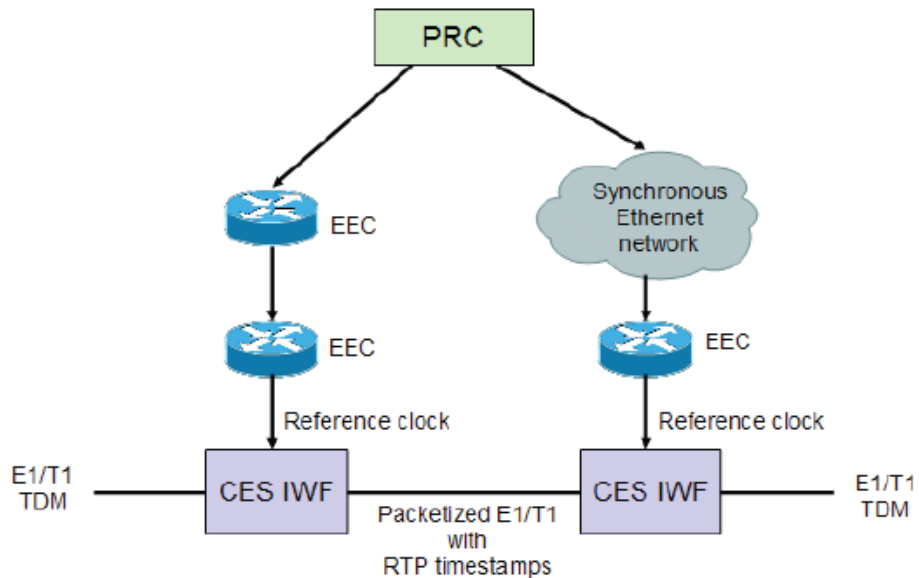 PRC
Synchronous
Ethernet
network
EEC
EEC
EEC
Reference clock
Reference clock
E1/T1
TDM
CES IWF
CES IWF
E1/T1
TDM
Packetized E1/T1
with
RTP timestamps